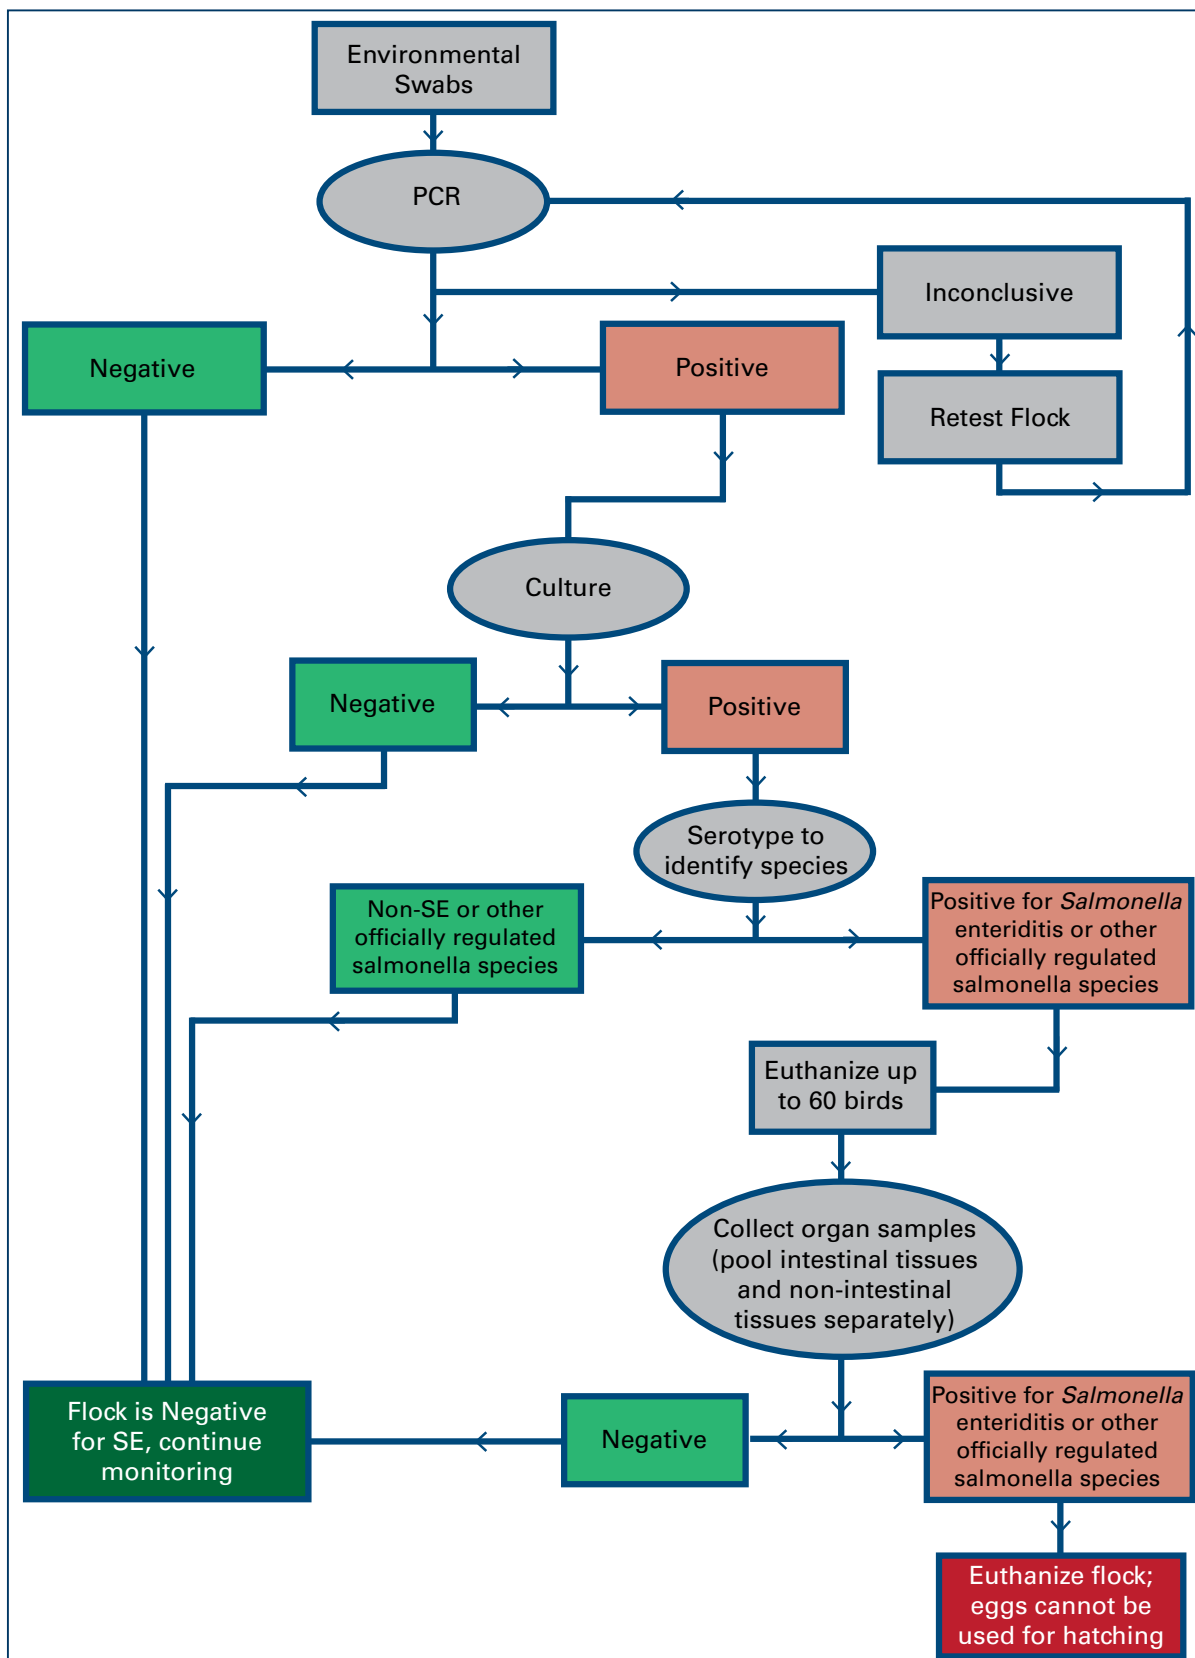 Environmental
Swabs
PCR
Inconclusive
Negative
Positive
Retest Flock
Culture
Negative
Positive
Serotype to
identify species
Non-SE or other
officially regulated
salmonella species
Positive for Salmonella
enteriditis or other
officially regulated
salmonella species
Euthanize up
to 60 birds
Collect organ samples
(pool intestinal tissues
and non-intestinal
tissues separately)
Flock is Negative
for SE, continue
monitoring
Negative
Positive for Salmonella
enteriditis or other
officially regulated
salmonella species
Euthanize flock;
eggs cannot be
used for hatching